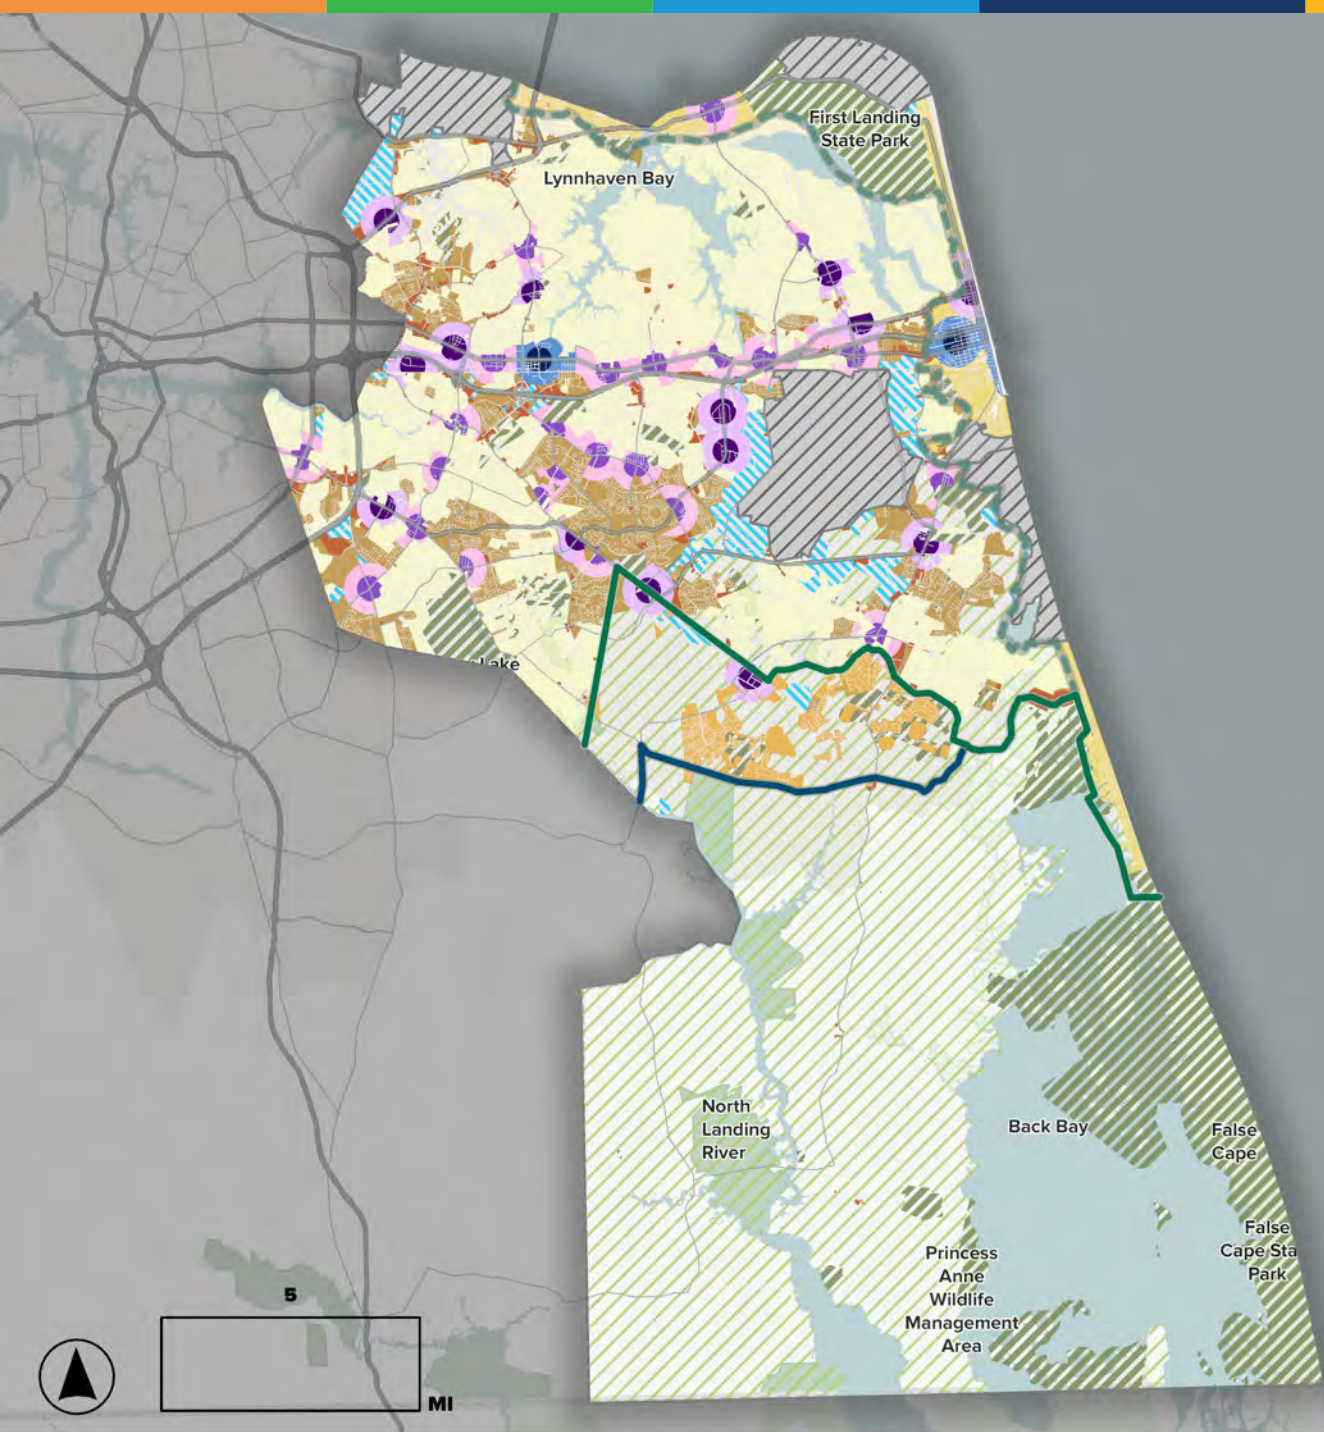 First Landing
State Park
Lynnhaven Bay
Lake
North
Landing
River
Back Bay
False
Cape
False
Cape Sta
Park
Princess
Anne
Wildlife
Management
Area
5
MI